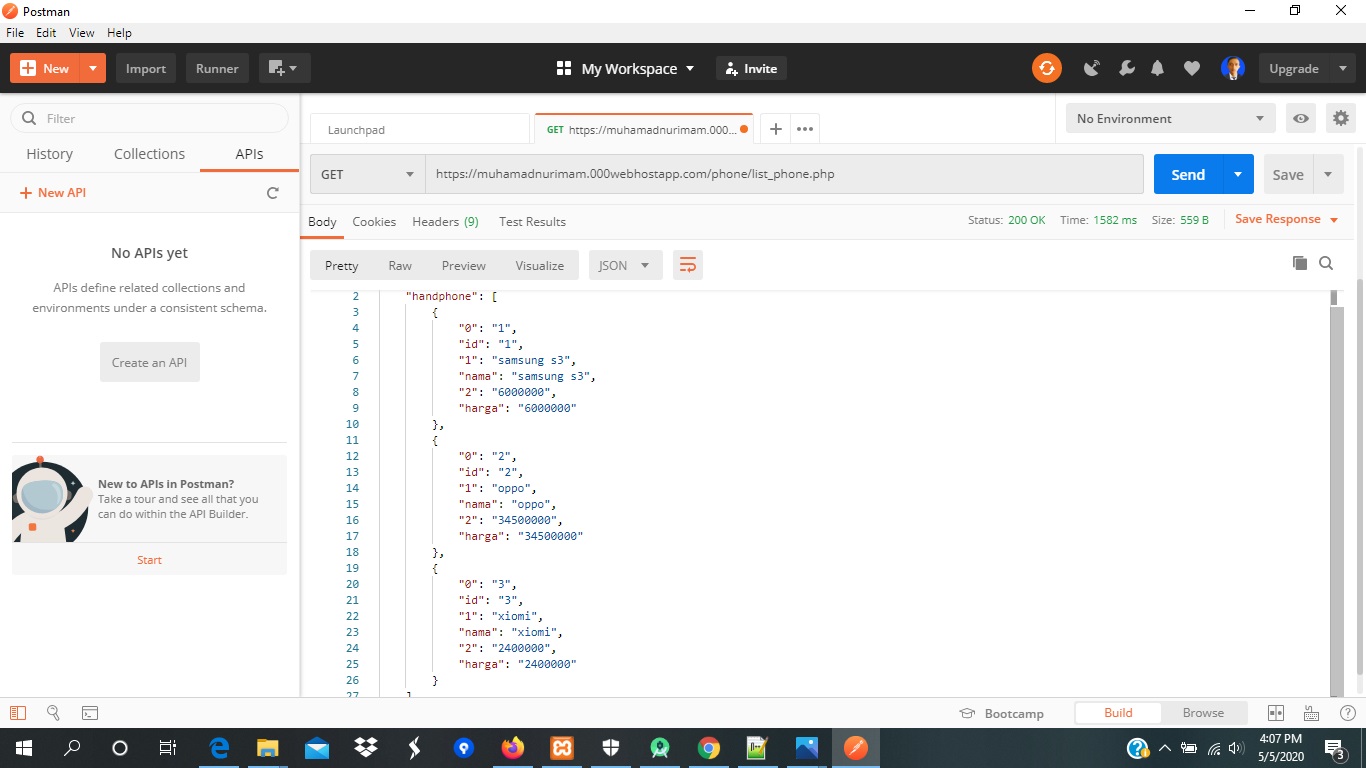 Postman
File Edit View Help
New Import Runner My Workspace Invite Upgrade
Filter
History Collections APIs
New API
No APIs yet
APIs define related collections and
environments under a consistent schema.
Create an API
New to APIs in Postman?
Take a tour and see all that you
can do within the API Builder.
Start
Launchpad GET https://muhamadnurimam.000... No Environment
GET https://muhamadnurimam.000webhostapp.com/phone/list_phone.php Send Save
Body Cookies Headers (9) Test Results Status: 200 OK Time: 1582 ms Size: 559 B Save Response
Pretty Raw Preview Visualize JSON
2 "handphone": [
3 {
4 "0": "1",
5 "id": "1",
6 "1": "samsung s3",
7 "nama": "samsung s3",
8 "2": "6000000",
9 "harga": "6000000"
10 },
11 {
12 "0": "2",
13 "id": "2",
14 "1": "oppo",
15 "nama": "oppo",
16 "2": "34500000",
17 "harga": "34500000"
18 },
19 {
20 "0": "3",
21 "id": "3",
22 "1": "xiomi",
23 "nama": "xiomi",
24 "2": "2400000",
25 "harga": "2400000"
26 }
27 ]
Bootcamp Build Browse
4:07 PM
5/5/2020
3